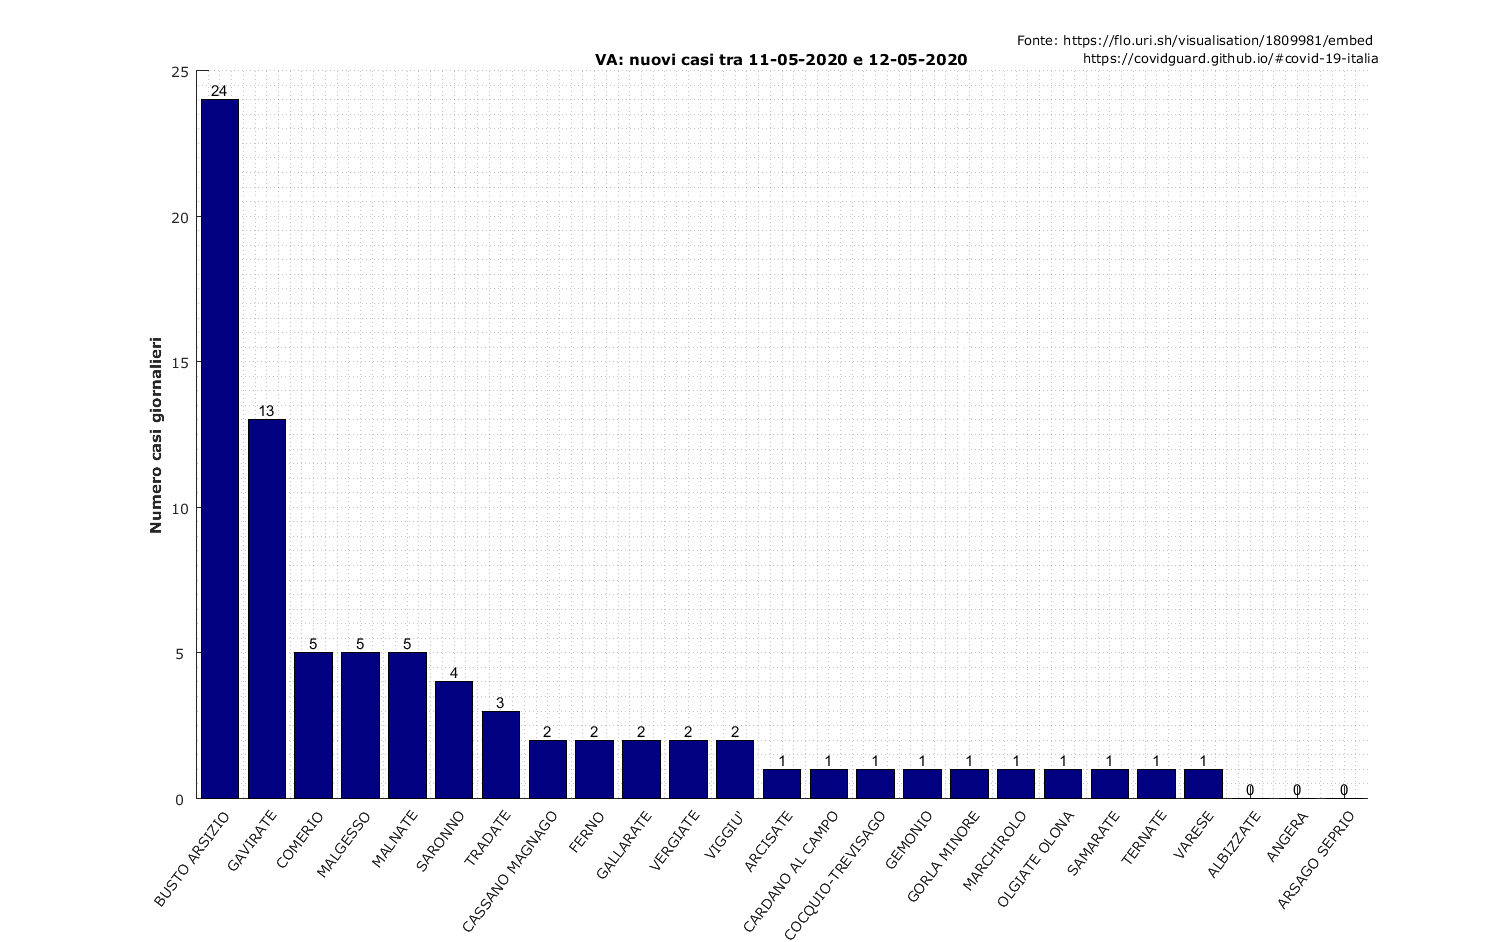 Fonte: https://flo.uri.sh/visualisation/1809981/embed
https://covidguard.github.io/#covid-19-italia
VA: nuovi casi tra 11-05-2020 e 12-05-2020
Numero casi giornalieri
25
20
15
10
5
0
24
13
5
5
5
4
3
2
2
2
2
2
1
1
1
1
1
1
1
1
1
1
0
0
0
BUSTO ARSIZIO
GAVIRATE
COMERIO
MALGESSO
MALNATE
SARONNO
TRADATE
CASSANO MAGNAGO
FERNO
GALLARATE
VERGIATE
VIGGIU'
ARCISATE
CARDANO AL CAMPO
COCQUIO-TREVISAGO
GEMONIO
GORLA MINORE
MARCHIROLO
OLGIATE OLONA
SAMARATE
TERNATE
VARESE
ALBIZZATE
ANGERA
ARSAGO SEPRIO